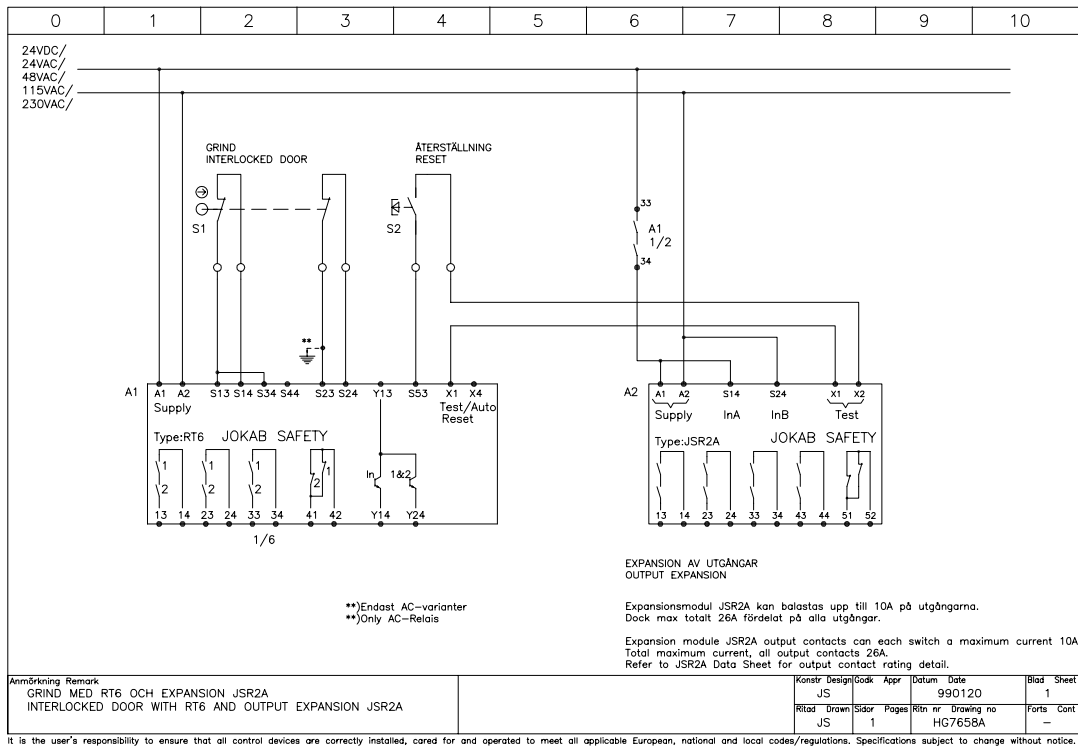 0 1 2 3 4 5 6 7 8 9 10
24VDC/
24VAC/
48VAC/
115VAC/
230VAC/
GRIND
INTERLOCKED DOOR
ÅTERSTÄLLNING
RESET
S1
S2
33
A1
1/2
34
**
A1 A1 A2 S13 S14 S34 S44 S23 S24 Y13 S53 X1 X4
Supply
Test/Auto
Reset
Type:RT6 JOKAB SAFETY
1 1 1 1
2 2 2 2
In 1&2
13 14 23 24 33 34 41 42 Y14 Y24
1/6
A2 A1 A2 S14 S24 X1 X2
Supply InA InB Test
Type:JSR2A JOKAB SAFETY
13 14 23 24 33 34 43 44 51 52
EXPANSION AV UTGÅNGAR
OUTPUT EXPANSION
**)Endast AC-varianter
**)Only AC-Relais
Expansionsmodul JSR2A kan balastas upp till 10A på utgångarna.
Dock max totalt 26A fördelat på alla utgångar.
Expansion module JSR2A output contacts can each switch a maximum current 10A
Total maximum current, all output contacts 26A.
Refer to JSR2A Data Sheet for output contact rating detail.
Anmörkning Remark
GRIND MED RT6 OCH EXPANSION JSR2A
INTERLOCKED DOOR WITH RT6 AND OUTPUT EXPANSION JSR2A
Konstr Design Godk Appr Datum Date Blad Sheet
JS 990120 1
Ritad Drawn Sidor Pages Ritn nr Drawing no Forts Cont
JS 1 HG7658A –
It is the user's responsibility to ensure that all control devices are correctly installed, cared for and operated to meet all applicable European, national and local codes/regulations. Specifications subject to change without notice.